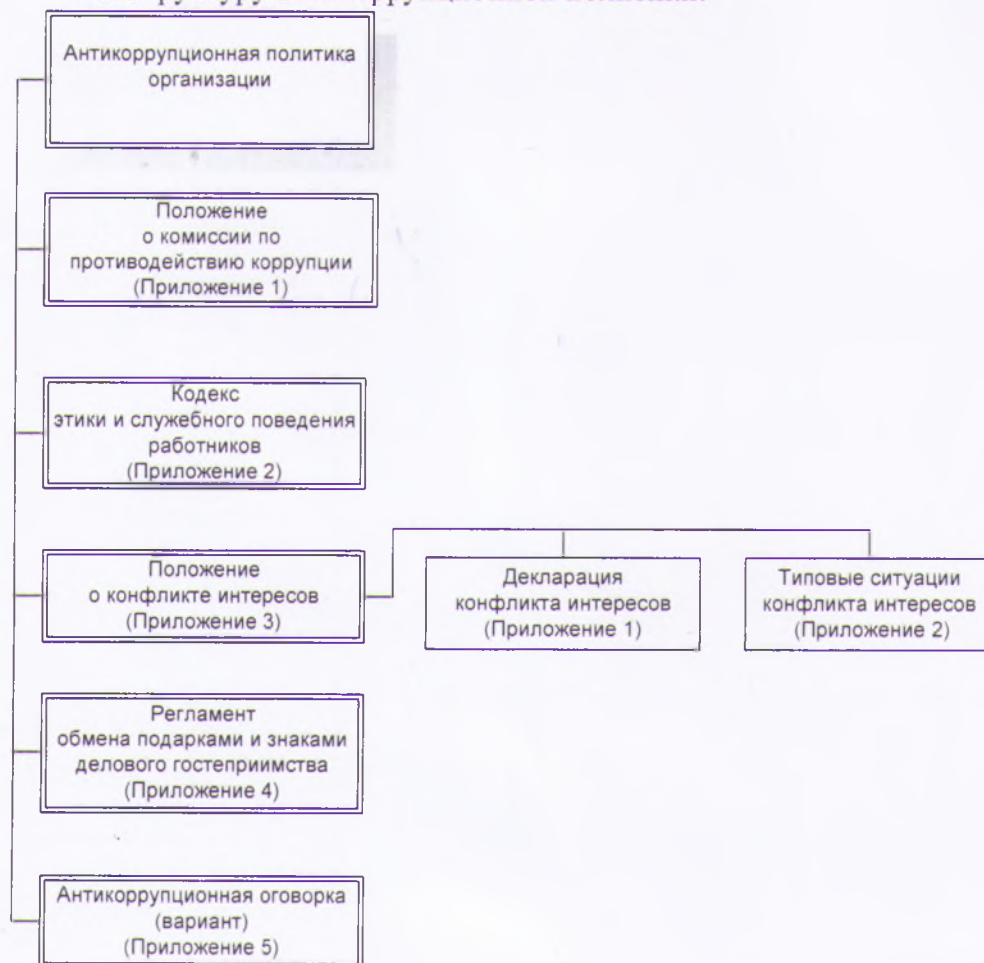 Антикоррупционная политика
организации
Положение
о комиссии по
противодействию коррупции
(Приложение 1)
Кодекс
этики и служебного поведения
работников
(Приложение 2)
Положение
о конфликте интересов
(Приложение 3)
Декларация
конфликта интересов
(Приложение 1)
Типовые ситуации
конфликта интересов
(Приложение 2)
Регламент
обмена подарками и знаками
делового гостеприимства
(Приложение 4)
Антикоррупционная оговорка
(вариант)
(Приложение 5)